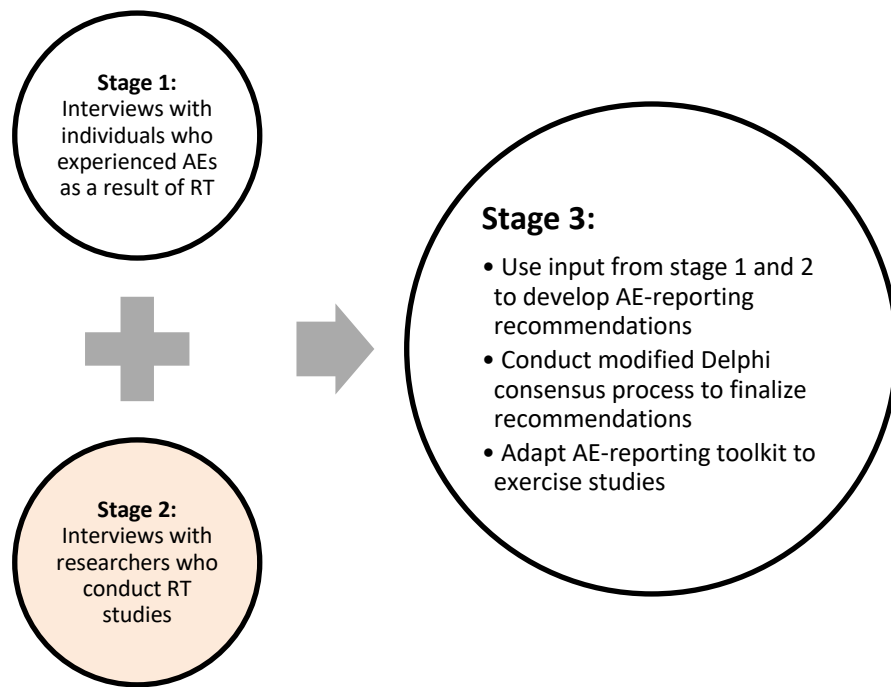 Stage 1:
Interviews with
individuals who
experienced AEs
as a result of RT
Stage 2:
Interviews with
researchers who
conduct RT
studies
Stage 3:
• Use input from stage 1 and 2
to develop AE-reporting
recommendations
• Conduct modified Delphi
consensus process to finalize
recommendations
• Adapt AE-reporting toolkit to
exercise studies